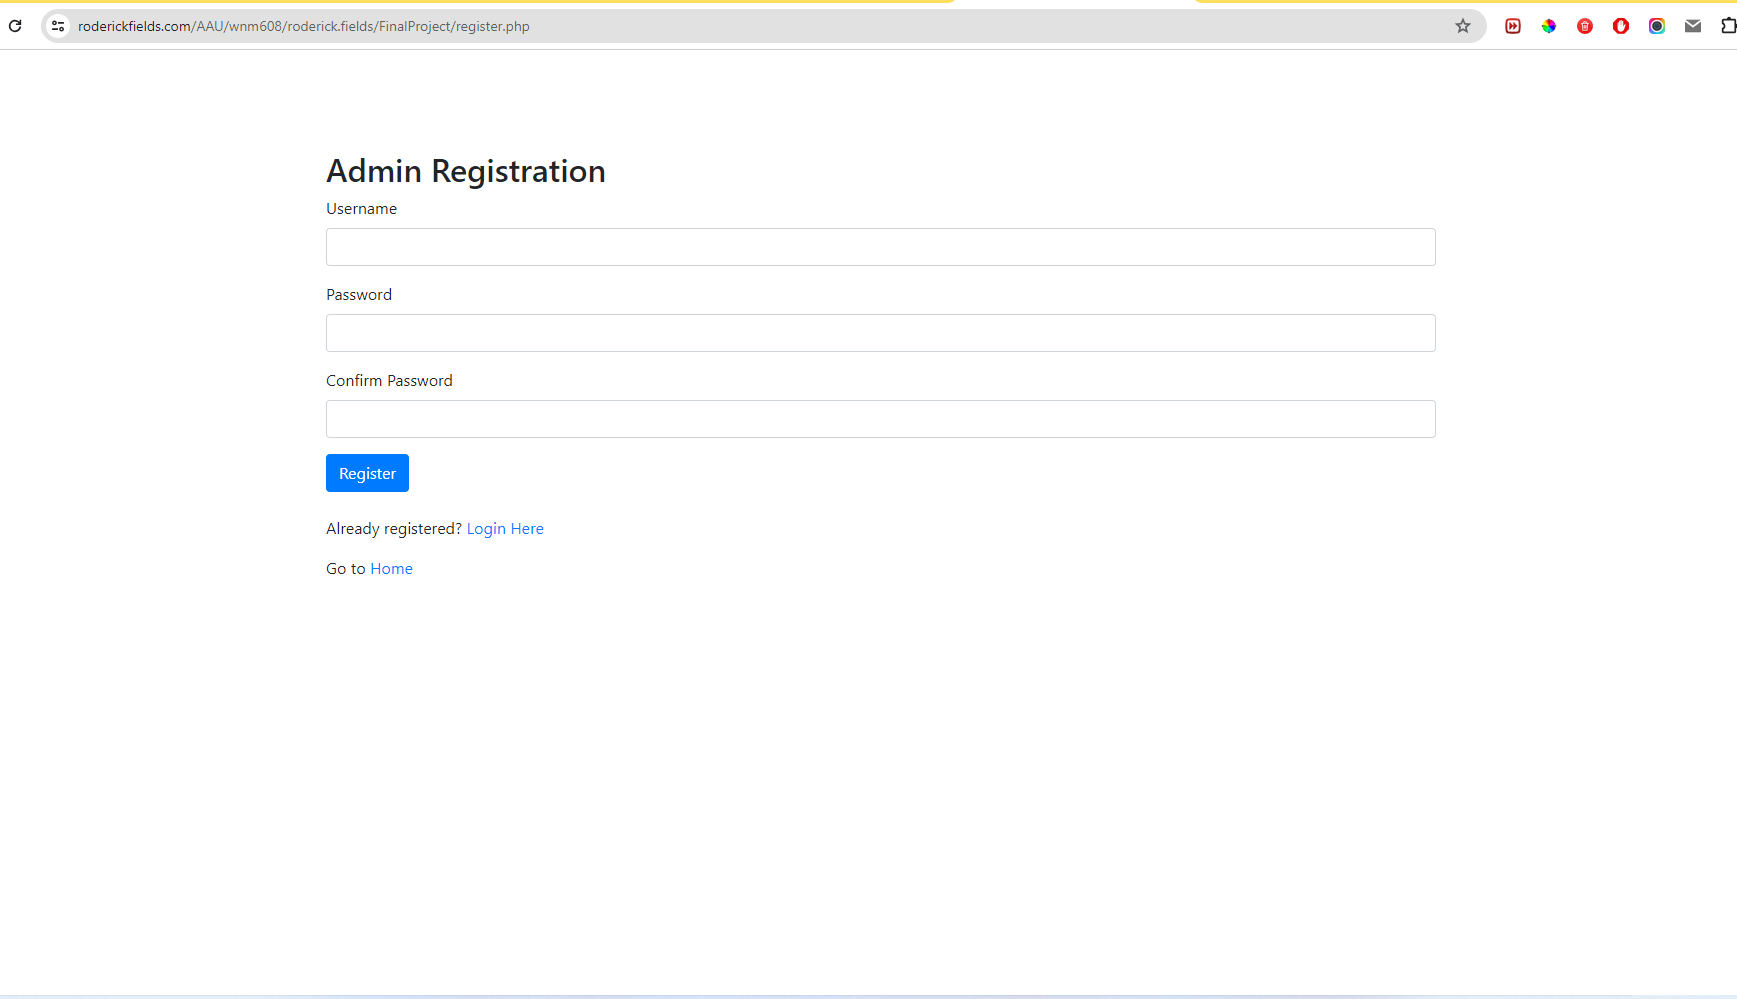 roderickfields.com/AAU/wnm608/roderick.fields/FinalProject/register.php
Admin Registration
Username
Password
Confirm Password
Register
Already registered? Login Here
Go to Home